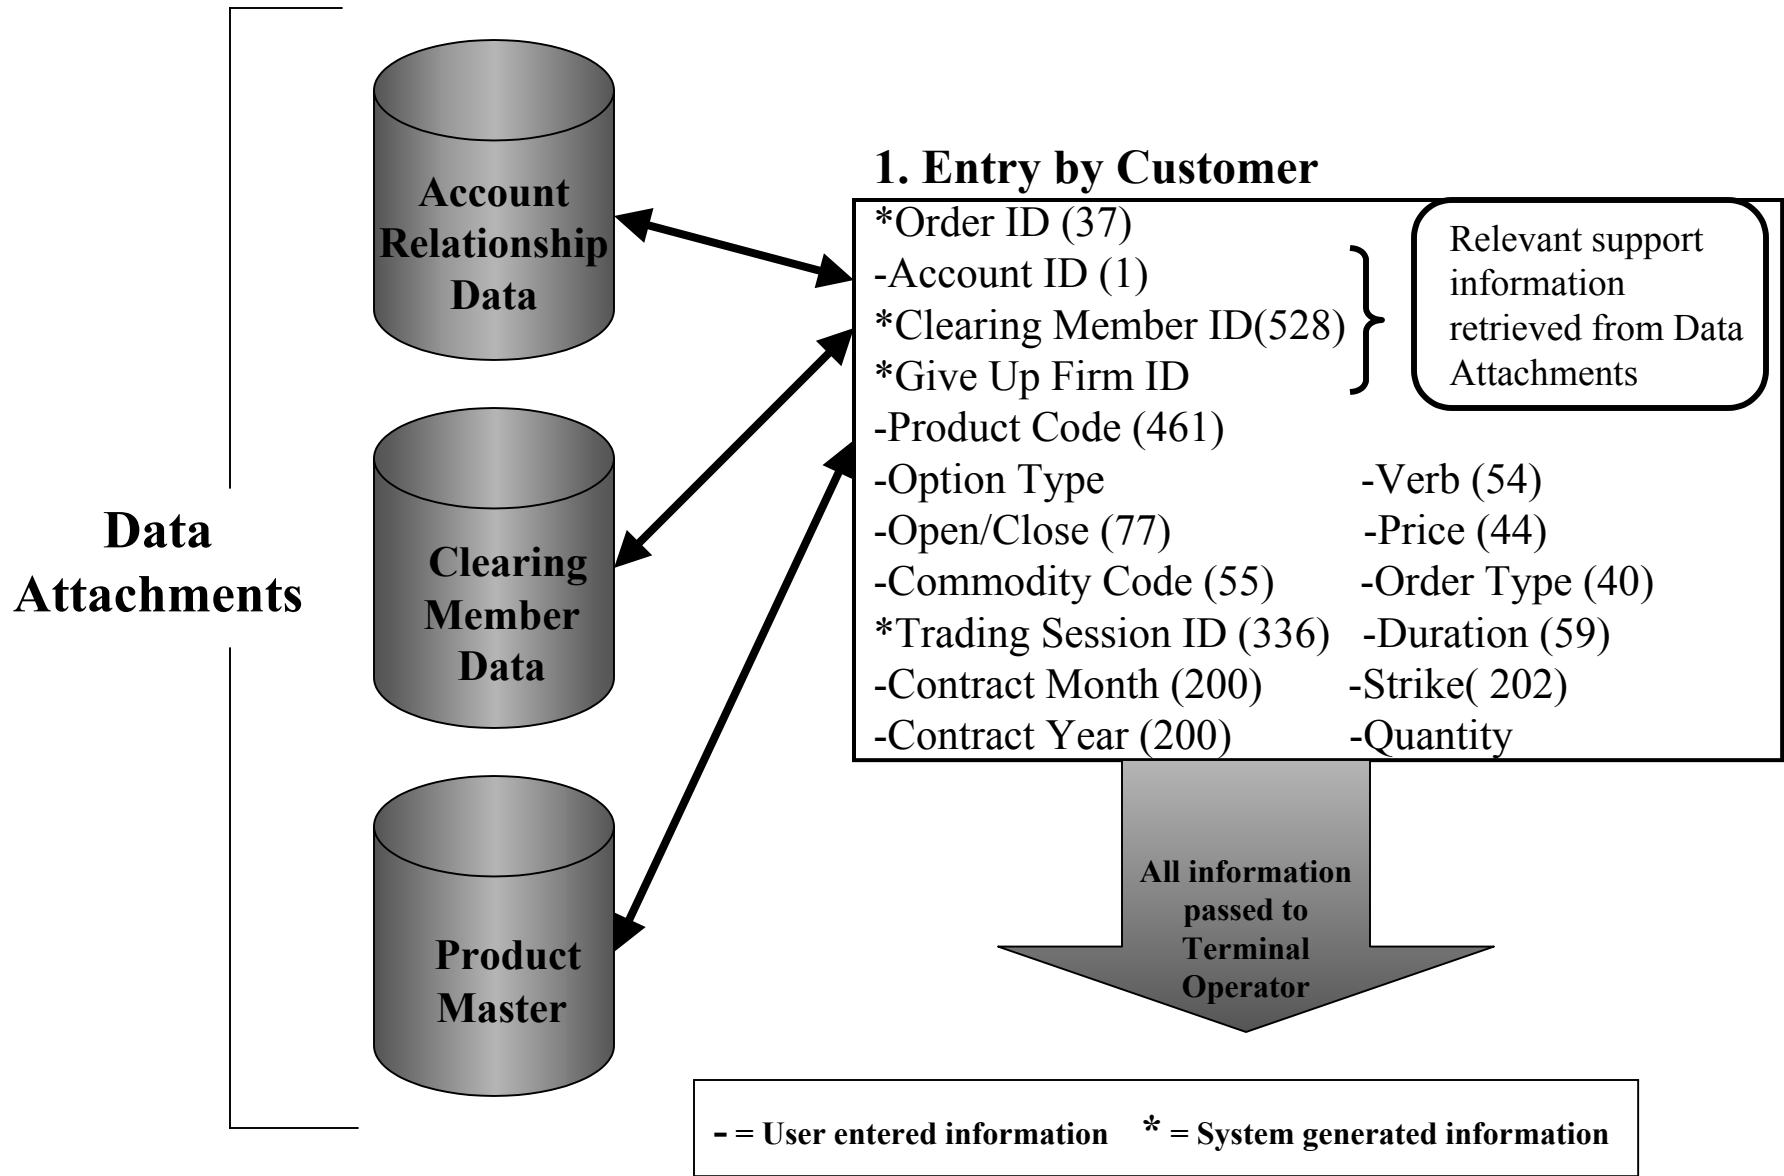 Data
Attachments
Account
Relationship
Data
Clearing
Member
Data
Product
Master
1. Entry by Customer
*Order ID (37)
-Account ID (1)
*Clearing Member ID(528)
*Give Up Firm ID
-Product Code (461)
-Option Type
-Open/Close (77)
-Commodity Code (55)
*Trading Session ID (336)
-Contract Month (200)
-Contract Year (200)
-Verb (54)
-Price (44)
-Order Type (40)
-Duration (59)
-Strike( 202)
-Quantity
Relevant support
information
retrieved from Data
Attachments
All information
passed to
Terminal
Operator
- = User entered information * = System generated information